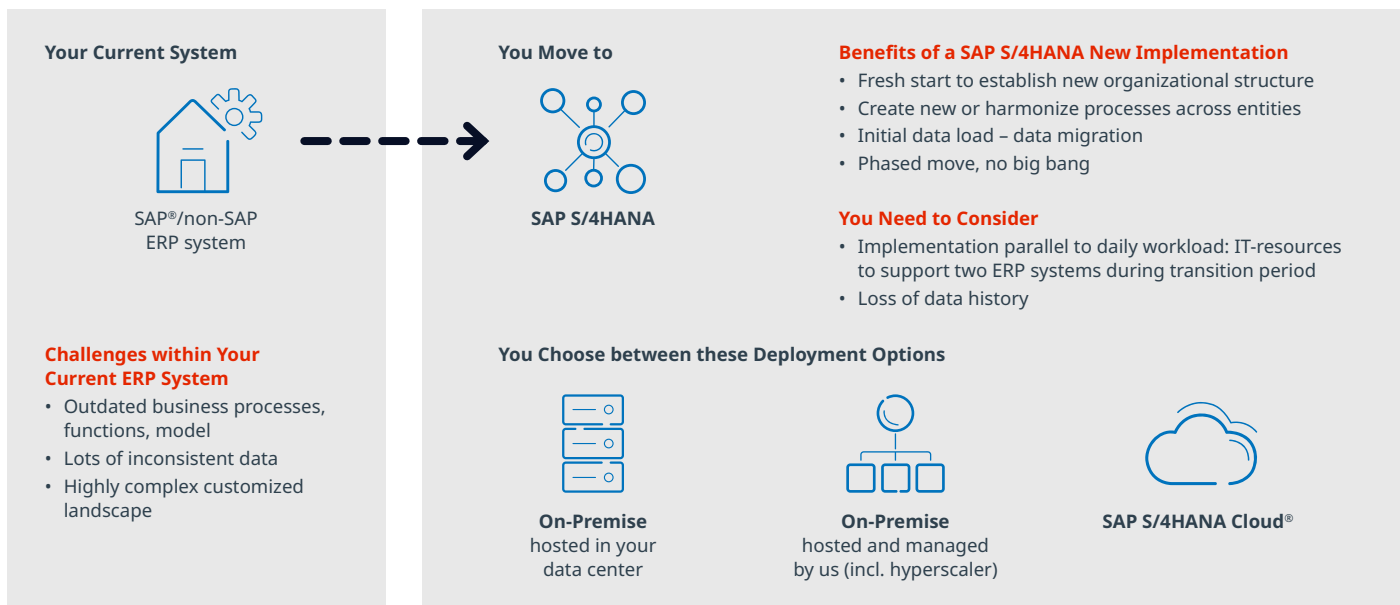 Your Current System
SAP®/non-SAP
ERP system
Challenges within Your
Current ERP System
• Outdated business processes,
functions, model
• Lots of inconsistent data
• Highly complex customized
landscape
You Move to
SAP S/4HANA
Benefits of a SAP S/4HANA New Implementation
• Fresh start to establish new organizational structure
• Create new or harmonize processes across entities
• Initial data load – data migration
• Phased move, no big bang
You Need to Consider
• Implementation parallel to daily workload: IT-resources
to support two ERP systems during transition period
• Loss of data history
You Choose between these Deployment Options
On-Premise
hosted in your
data center
On-Premise
hosted and managed
by us (incl. hyperscaler)
SAP S/4HANA Cloud®